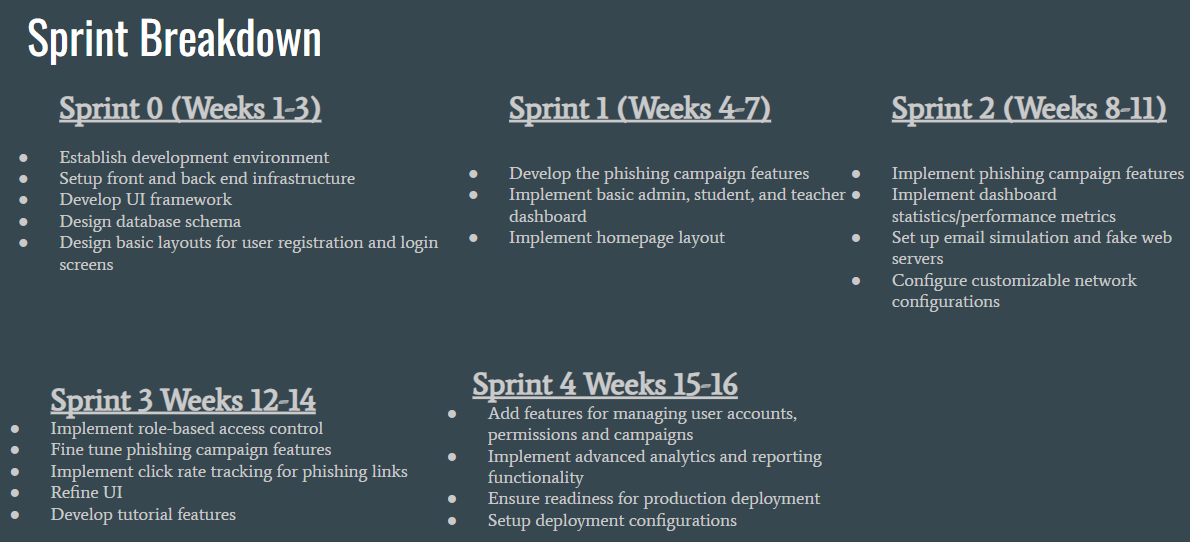 Sprint Breakdown
Sprint 0 (Weeks 1-3)
● Establish development environment
● Setup front and back end infrastructure
● Develop UI framework
● Design database schema
● Design basic layouts for user registration and login
screens
Sprint 1 (Weeks 4-7)
● Develop the phishing campaign features
● Implement basic admin, student, and teacher
dashboard
● Implement homepage layout
Sprint 2 (Weeks 8-11)
● Implement phishing campaign features
● Implement dashboard
statistics/performance metrics
● Set up email simulation and fake web
servers
● Configure customizable network
configurations
Sprint 3 Weeks 12-14
● Implement role-based access control
● Fine tune phishing campaign features
● Implement click rate tracking for phishing links
● Refine UI
● Develop tutorial features
Sprint 4 Weeks 15-16
● Add features for managing user accounts,
permissions and campaigns
● Implement advanced analytics and reporting
functionality
● Ensure readiness for production deployment
● Setup deployment configurations